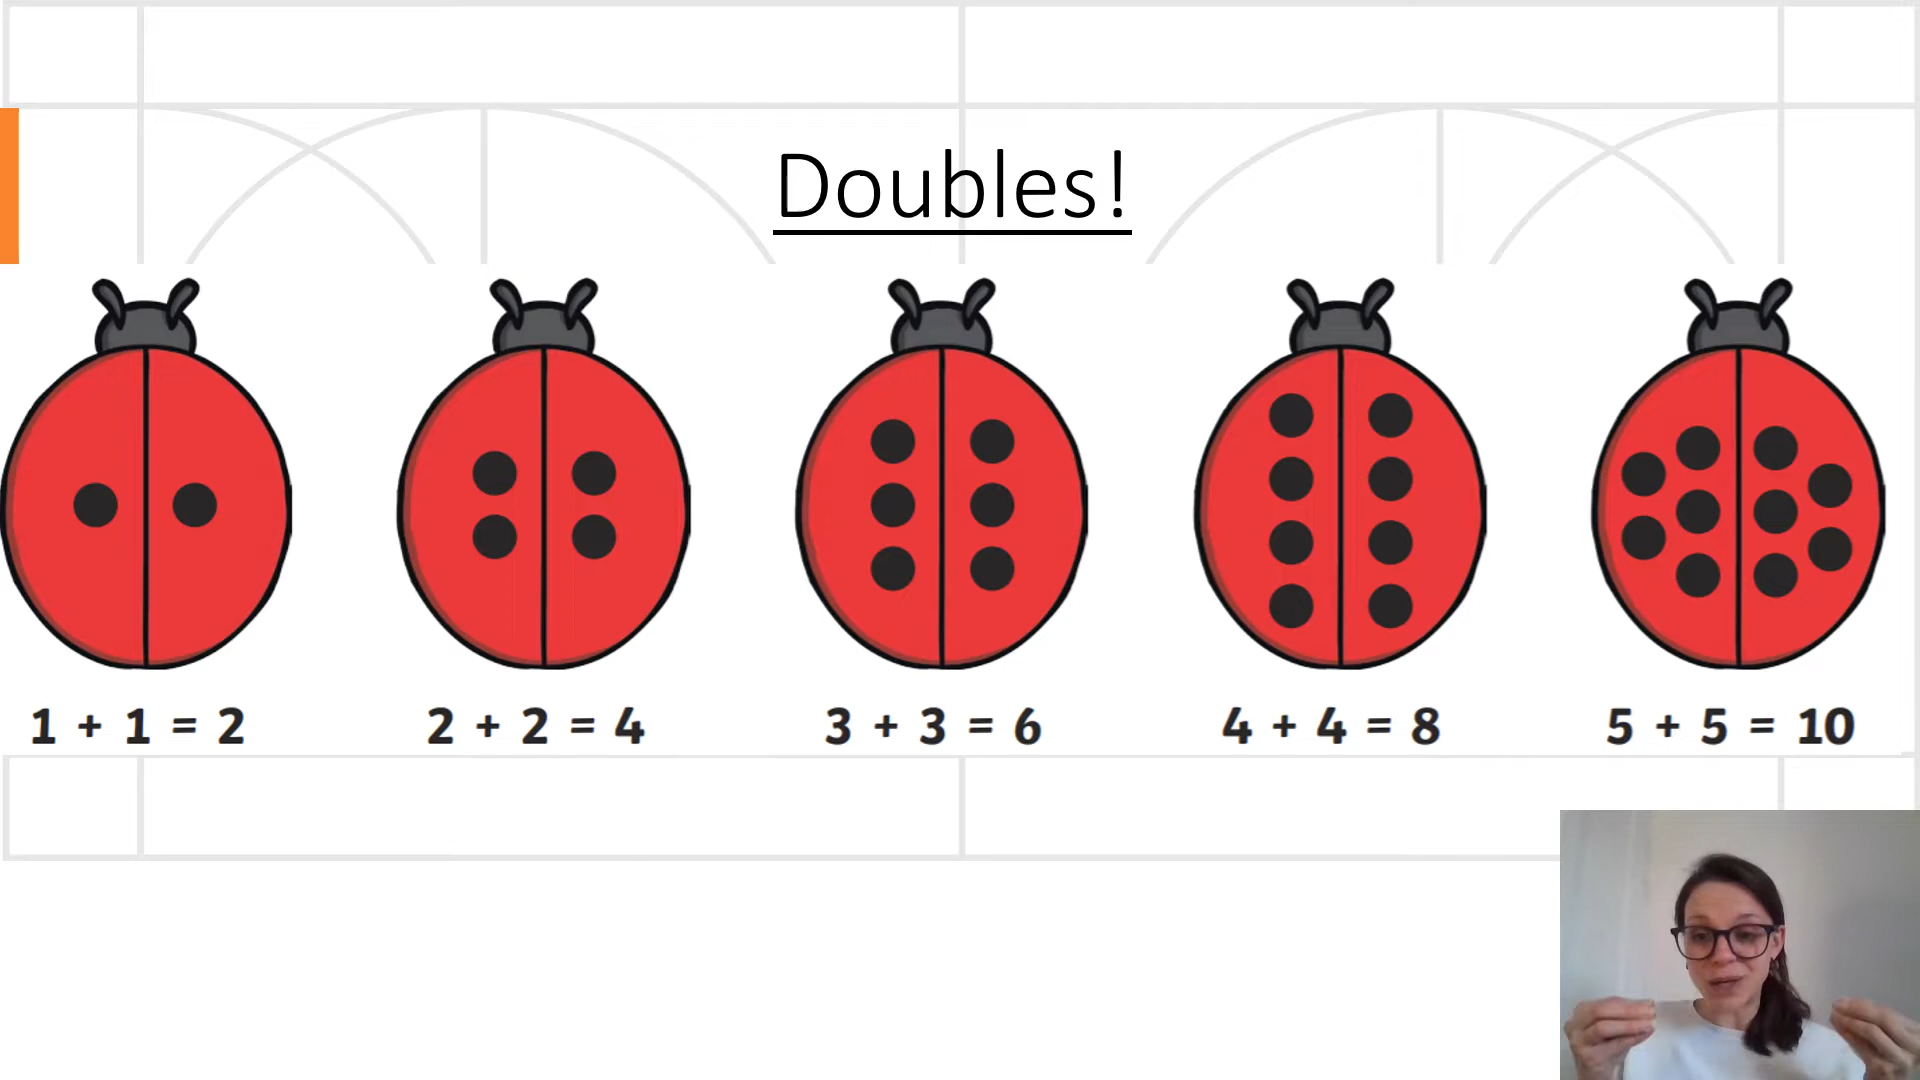 Doubles!
1 + 1 = 2
2 + 2 = 4
3 + 3 = 6
4 + 4 = 8
5 + 5 = 10